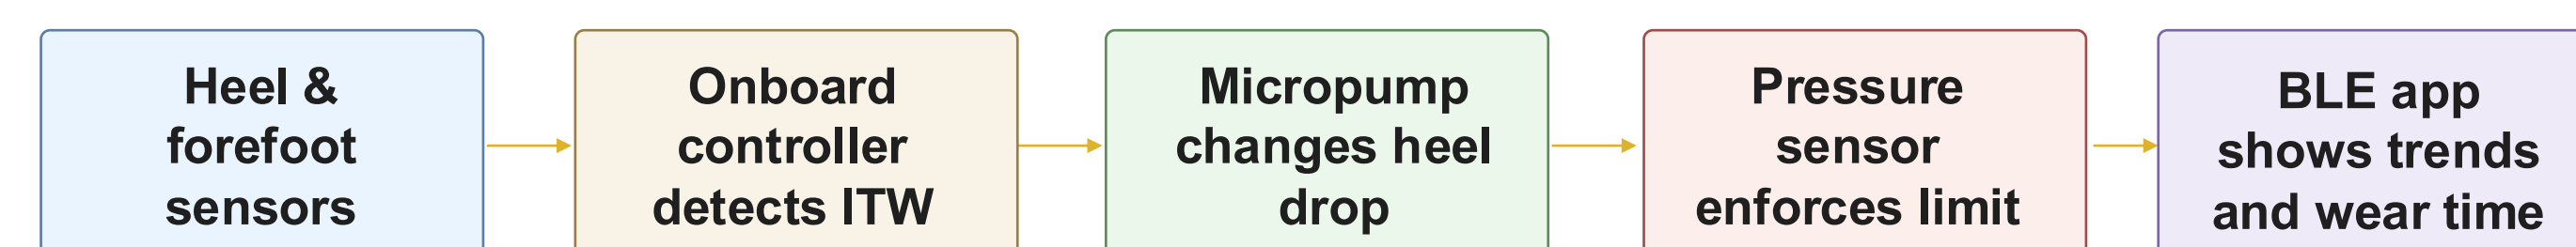 Heel &
forefoot
sensors
Onboard
controller
detects ITW
Micropump
changes heel
drop
Pressure
sensor
enforces limit
BLE app
shows trends
and wear time